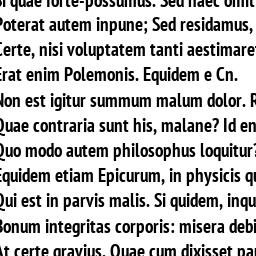 Si quae forte-possumus. Sed haec omit
Poterat autem inpune; Sed residamus,
Certe, nisi voluptatem tanti aestimaret
Erat enim Polemonis. Equidem e Cn.
Non est igitur summum malum dolor. R
Quae contraria sunt his, malane? Id en
Quo modo autem philosophus loquitur?
Equidem etiam Epicurum, in physicis qu
Qui est in parvis malis. Si quidem, inqu
Bonum integritas corporis: misera debi
At certe gravius. Quae cum dixisset pau